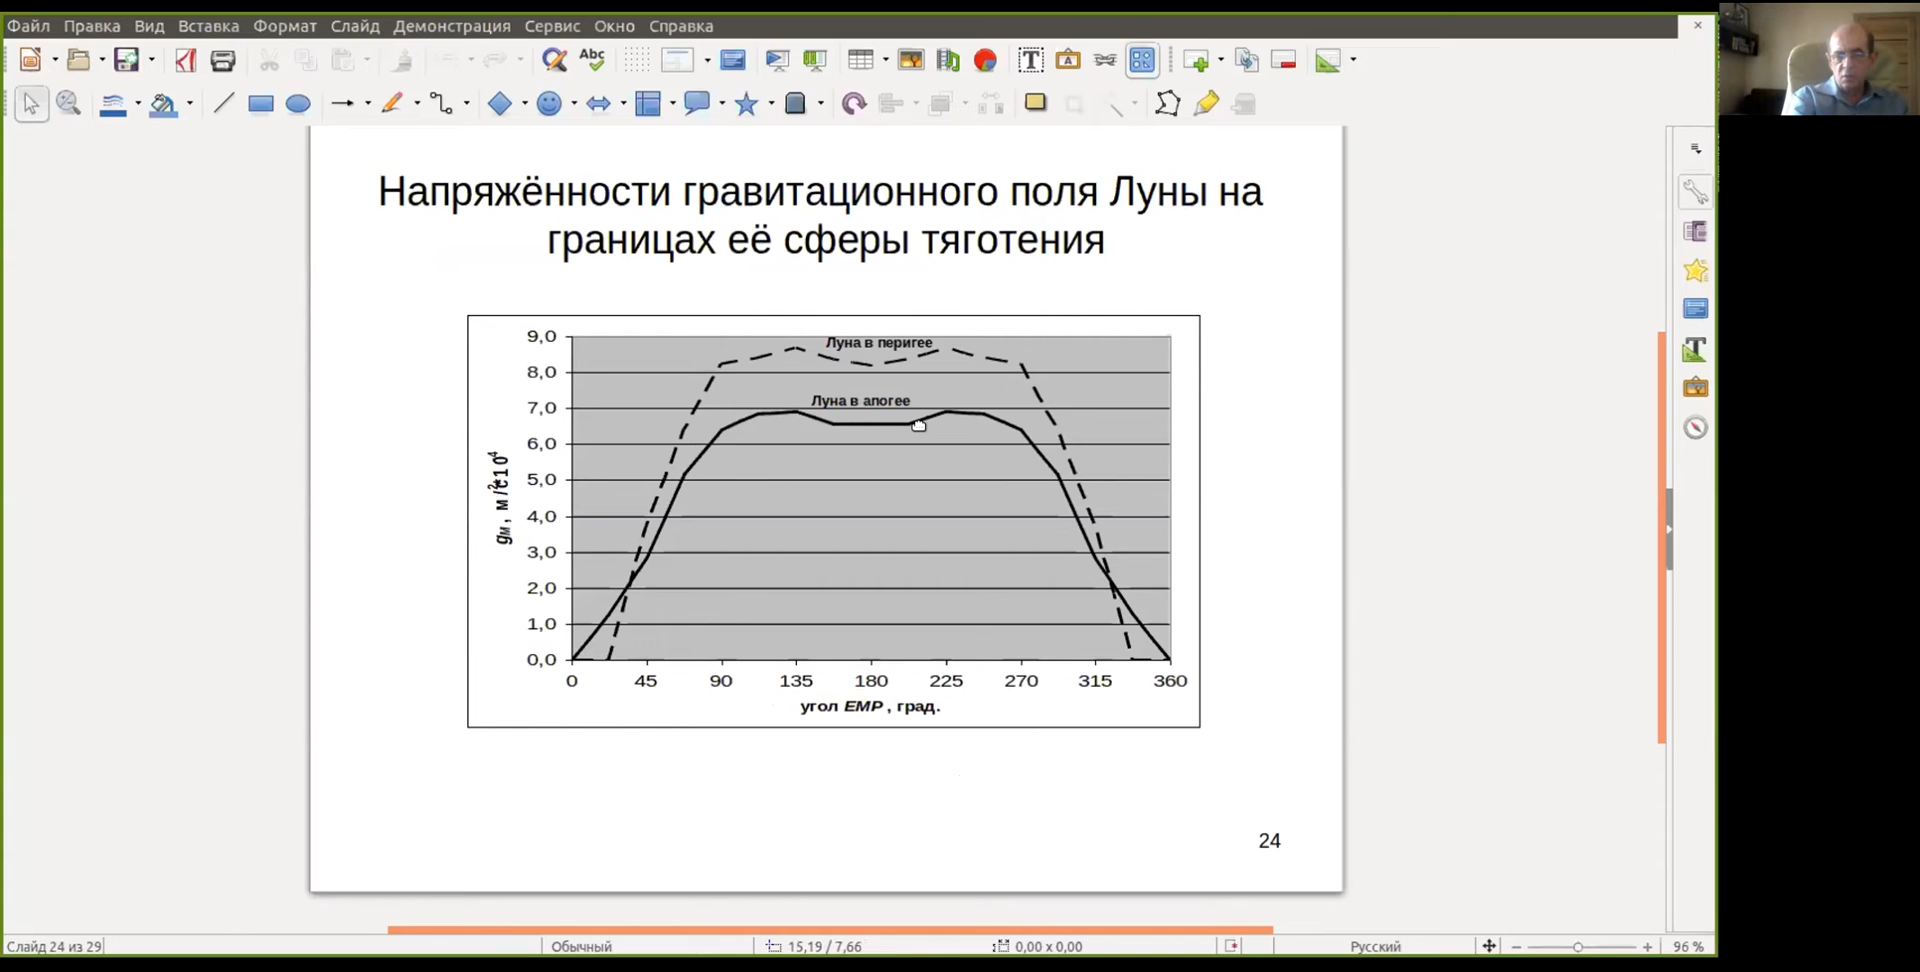 Файл Правка Вид Вставка Формат Слайд Демонстрация Сервис Окно Справка
Abc
Напряжённости гравитационного поля Луны на
границах её сферы тяготения
9,0
8,0
7,0
6,0
5,0
4,0
3,0
2,0
1,0
0,0
Луна в перигее
Луна в апогее
0 45 90 135 180 225 270 315 360
угол EMP , град.
24
Слайд 24 из 29 Обычный 15,19 / 7,66 0,00 x 0,00 Русский 96 %